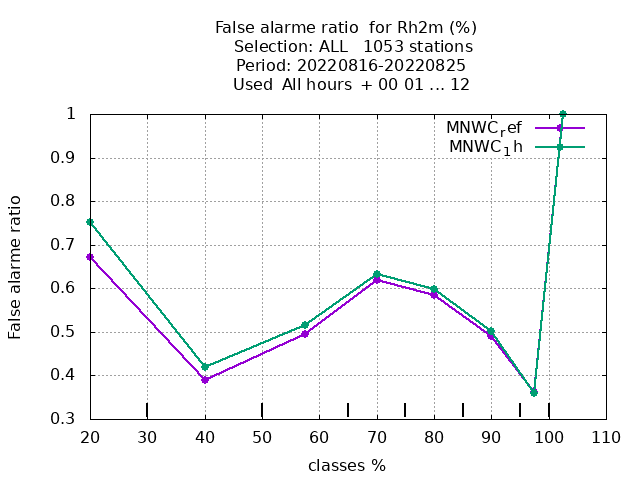 False alarme ratio  for Rh2m (%)
Selection: ALL   1053 stations
Period: 20220816-20220825
Used  All hours  + 00 01 ... 12
MNWC_ref
MNWC_1h
False alarme ratio
1
0.9
0.8
0.7
0.6
0.5
0.4
0.3
20 30 40 50 60 70 80 90 100 110
classes %